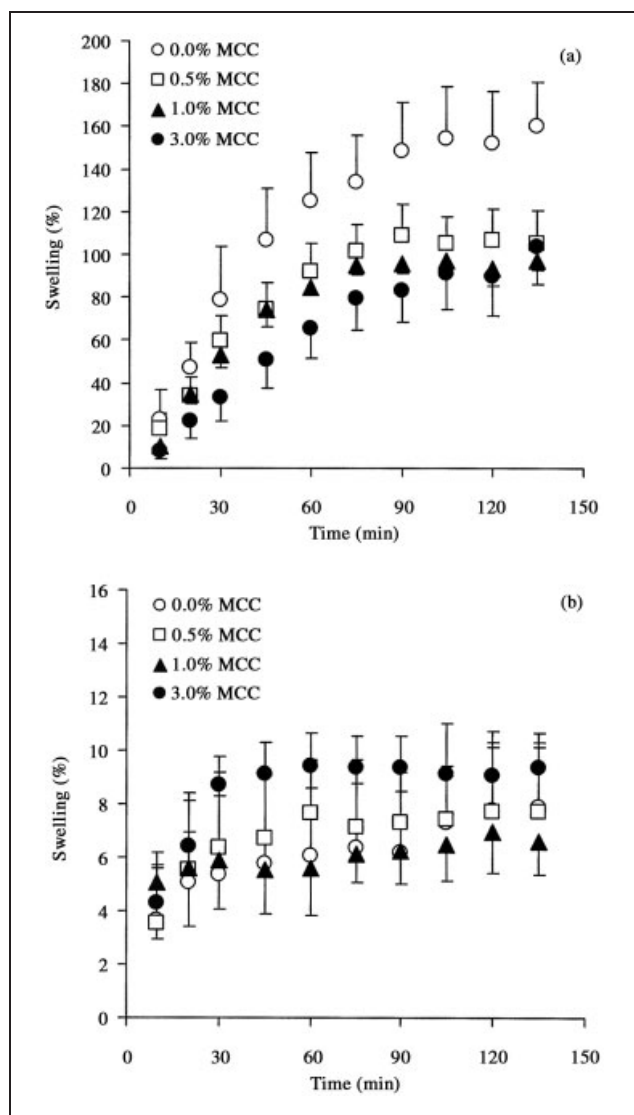 200
180
160
140
120
100
80
60
40
20
0
Swelling (%)
0.0% MCC
0.5% MCC
1.0% MCC
3.0% MCC
(a)
0 30 60 90 120 150
Time (min)
16
14
12
10
8
6
4
2
0
Swelling (%)
0.0% MCC
0.5% MCC
1.0% MCC
3.0% MCC
(b)
0 30 60 90 120 150
Time (min)